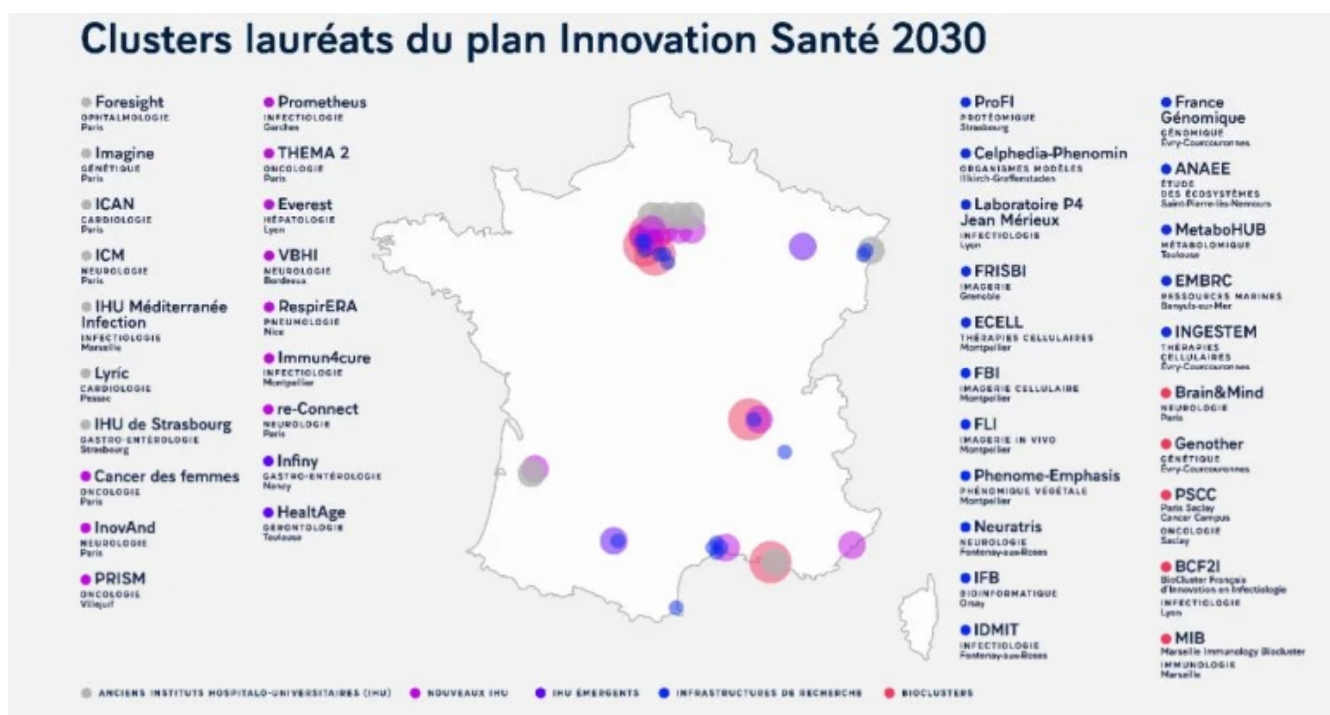 Clusters lauréats du plan Innovation Santé 2030
Foresight
OPHTALMOLOGIE
Paris
Imagine
GÉNÉTIQUE
Paris
ICAN
CARDIOLOGIE
Paris
ICM
NEUROLOGIE
Paris
IHU Méditerranée
Infection
INFECTIOLOGIE
Marseille
Lyric
CARDIOLOGIE
Pessac
IHU de Strasbourg
GASTRO-ENTÉROLOGIE
Strasbourg
Cancer des femmes
ONCOLOGIE
Paris
InovAnd
NEUROLOGIE
Paris
PRISM
ONCOLOGIE
Villejuif
Prometheus
INFECTIOLOGIE
Garches
THEMA 2
ONCOLOGIE
Paris
Everest
HÉPATOLOGIE
Lyon
VBHI
NEUROLOGIE
Bordeaux
RespirERA
PNEUMOLOGIE
Nice
Immun4cure
INFECTIOLOGIE
Montpellier
re-Connect
NEUROLOGIE
Paris
Infiny
GASTRO-ENTÉROLOGIE
Nancy
HealtAge
GÉRONTOLOGIE
Toulouse
ProFI
PROTÉOMIQUE
Strasbourg
Celphedia-Phenomin
ORGANISMES MODÈLES
Illkirch-Graffenstaden
Laboratoire P4
Jean Mérieux
INFECTIOLOGIE
Lyon
FRISBI
IMAGERIE
Grenoble
ECELL
THÉRAPIES CELLULAIRES
Montpellier
FBI
IMAGERIE CELLULAIRE
Montpellier
FLI
IMAGERIE IN VIVO
Montpellier
Phenome-Emphasis
PHÉNOMIQUE VÉGÉTALE
Montpellier
Neuratris
NEUROLOGIE
Fontenay-aux-Roses
IFB
BIOINFORMATIQUE
Orsay
IDMIT
INFECTIOLOGIE
Fontenay-aux-Roses
France
Génomique
GÉNOMIQUE
Évry-Courcouronnes
ANAEE
ÉTUDE
DES ÉCOSYSTÈMES
Saint-Pierre-lès-Nemours
MetaboHUB
MÉTABOLOMIQUE
Toulouse
EMBRC
RESSOURCES MARINES
Banyuls-sur-Mer
INGESTEM
THÉRAPIES
CELLULAIRES
Évry-Courcouronnes
Brain&Mind
NEUROLOGIE
Paris
Genother
GÉNÉTIQUE
Évry-Courcouronnes
PSCC
Paris Saclay
Cancer Campus
ONCOLOGIE
Saclay
BCF2I
BioCluster Français
d'Innovation en Infectiologie
INFECTIOLOGIE
Lyon
MIB
Marseille Immunology Biocluster
IMMUNOLOGIE
Marseille
ANCIENS INSTITUTS HOSPITALO-UNIVERSITAIRES (IHU)
NOUVEAUX IHU
IHU ÉMERGENTS
INFRASTRUCTURES DE RECHERCHE
BIOCLUSTERS